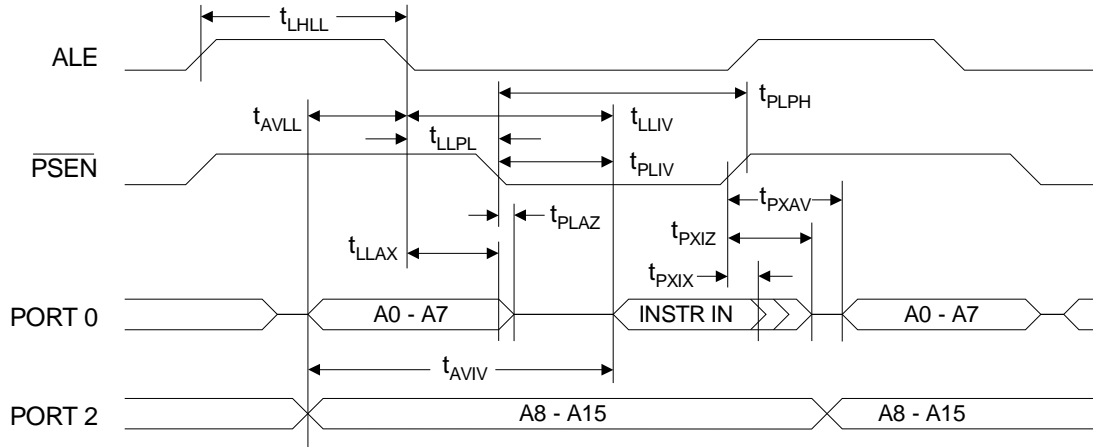 tLHLL
ALE
tPLPH
tAVLL
tLLIV
tLLPL
PSEN
tPLIV
tPXAV
tPLAZ
tPXIZ
tLLAX
tPXIX
PORT 0
A0 - A7
INSTR IN
A0 - A7
tAVIV
PORT 2
A8 - A15
A8 - A15